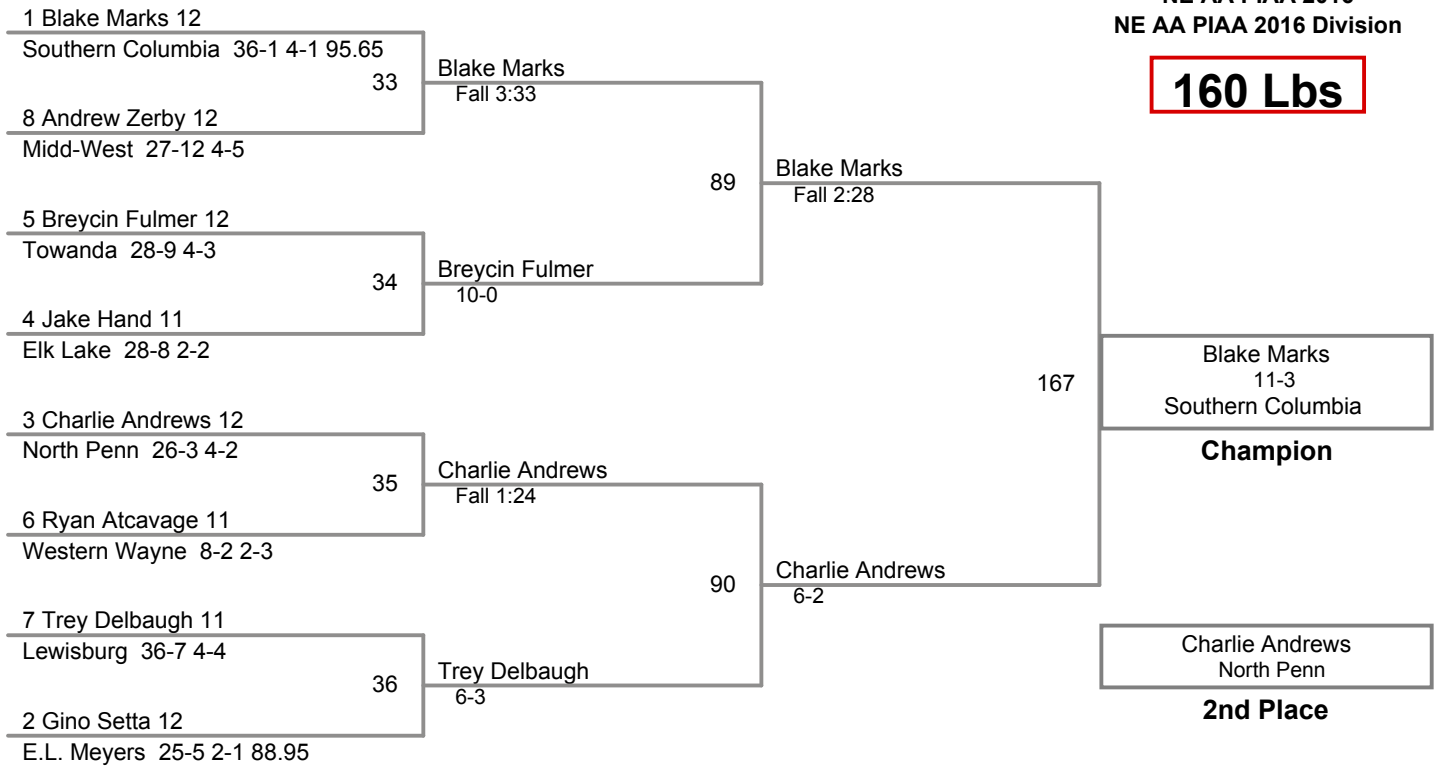 NE AA PIAA 2016
NE AA PIAA 2016 Division
160 Lbs
1 Blake Marks 12
Southern Columbia 36-1 4-1 95.65
33
8 Andrew Zerby 12
Midd-West 27-12 4-5
5 Breycin Fulmer 12
Towanda 28-9 4-3
34
4 Jake Hand 11
Elk Lake 28-8 2-2
3 Charlie Andrews 12
North Penn 26-3 4-2
35
6 Ryan Atcavage 11
Western Wayne 8-2 2-3
7 Trey Delbaugh 11
Lewisburg 36-7 4-4
36
2 Gino Setta 12
E.L. Meyers 25-5 2-1 88.95
Blake Marks
Fall 3:33
89
Breycin Fulmer
10-0
Charlie Andrews
Fall 1:24
90
Trey Delbaugh
6-3
Blake Marks
Fall 2:28
167
Charlie Andrews
6-2
Blake Marks
11-3
Southern Columbia
Champion
Charlie Andrews
North Penn
2nd Place